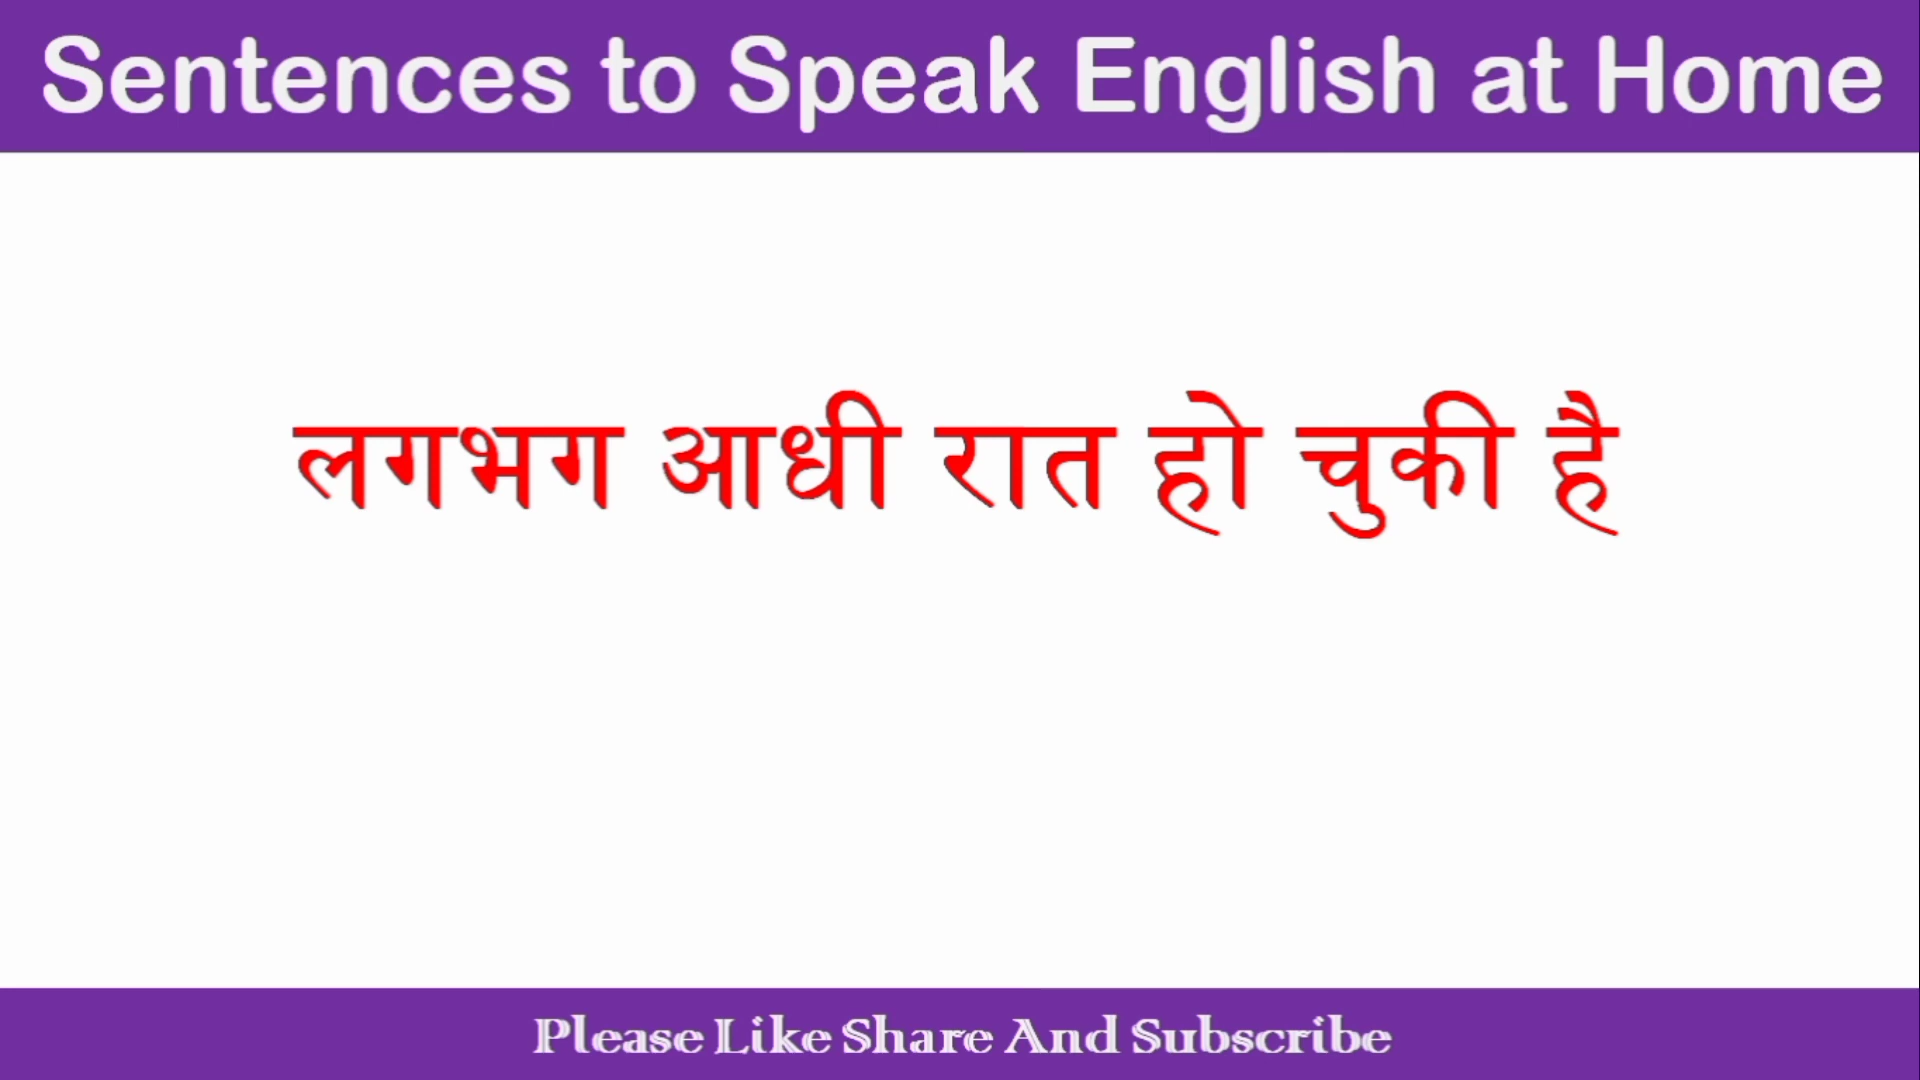 Sentences to Speak English at Home
लगभग आधी रात हो चुकी है
Please Like Share And Subscribe